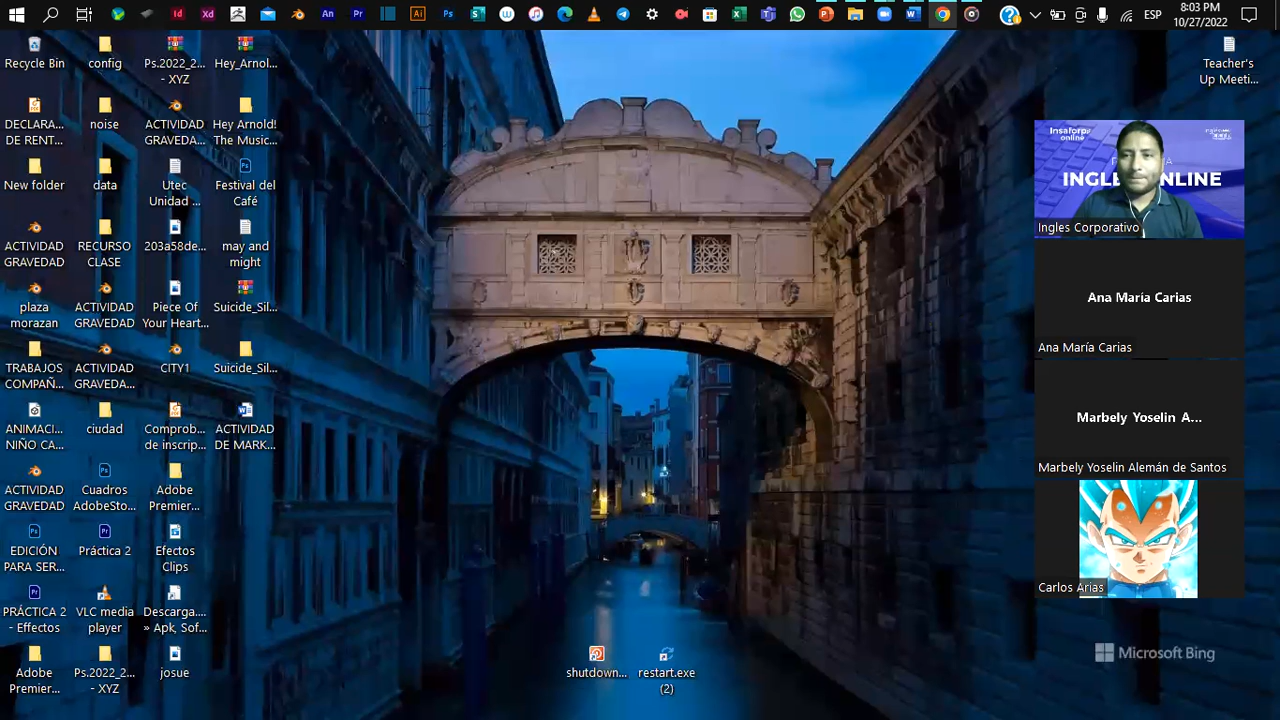 8:03 PM
ESP
10/27/2022
Recycle Bin
config
Ps.2022_2...
- XYZ
Hey_Arnol...
Teacher's
Up Meeti...
DECLARA...
DE RENT...
noise
ACTIVIDAD
GRAVEDA...
Hey Arnold!
The Music...
New folder
data
Utec
Unidad ...
Festival del
Café
Insaforp
online
INGL
ONLINE
Ingles Corporativo
ACTIVIDAD
GRAVEDAD
RECURSO
CLASE
203a58de...
may and
might
plaza
morazan
ACTIVIDAD
GRAVEDAD
Piece Of
Your Heart...
Suicide_Sil...
Ana María Carias
Ana María Carias
TRABAJOS
COMPAÑ...
ACTIVIDAD
GRAVEDA...
CITY1
Suicide_Sil...
ANIMACI...
NIÑO CA...
ciudad
Comprob...
de inscrip...
ACTIVIDAD
DE MARK...
Marbely Yoselin A...
Marbely Yoselin Alemán de Santos
ACTIVIDAD
GRAVEDAD
Cuadros
AdobeSto...
Adobe
Premier...
EDICIÓN
PARA SER...
Práctica 2
Efectos
Clips
Carlos Arias
PRÁCTICA 2
- Efectos
VLC media
player
Descarga....
» Apk, Sof...
Adobe
Premier...
Ps.2022_2...
- XYZ
josue
shutdown...
restart.exe
(2)
Microsoft Bing